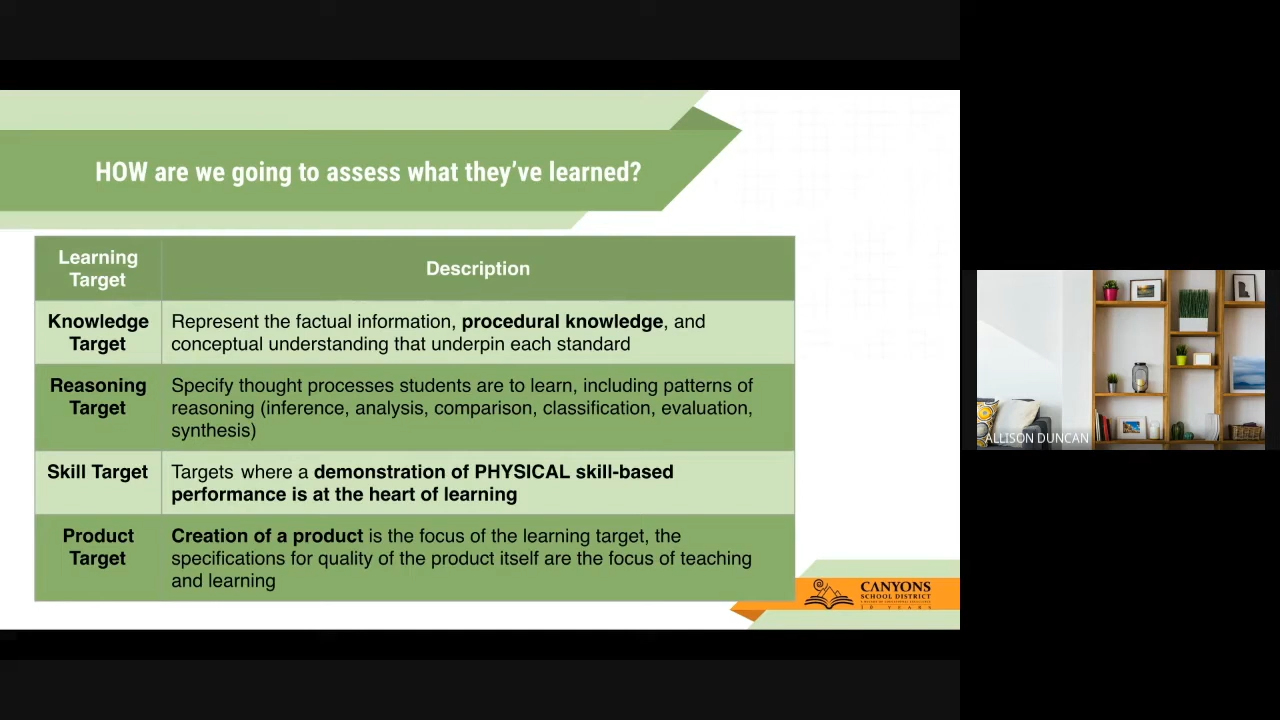 HOW are we going to assess what they've learned?
Learning
Target
Description
Knowledge
Target
Represent the factual information, procedural knowledge, and
conceptual understanding that underpin each standard
Reasoning
Target
Specify thought processes students are to learn, including patterns of
reasoning (inference, analysis, comparison, classification, evaluation,
synthesis)
Skill Target
Targets where a demonstration of PHYSICAL skill-based
performance is at the heart of learning
Product
Target
Creation of a product is the focus of the learning target, the
specifications for quality of the product itself are the focus of teaching
and learning
CANYONS
SCHOOL DISTRICT
10 YEARS
ALLISON DUNCAN